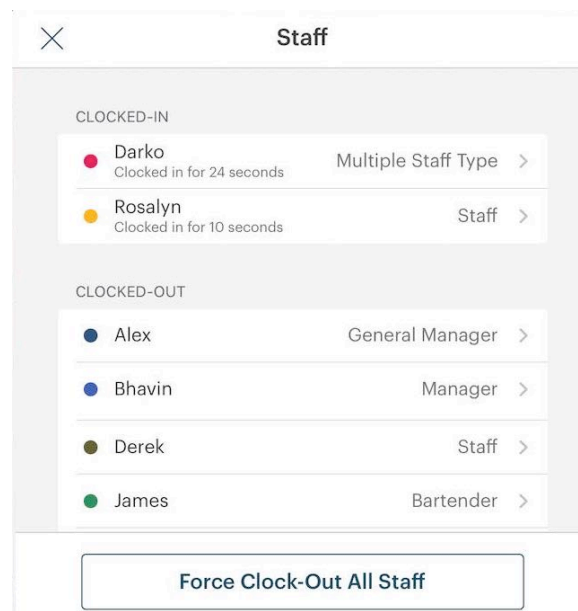 Staff
CLOCKED-IN
Darko
Clocked in for 24 seconds
Multiple Staff Type
Rosalyn
Clocked in for 10 seconds
Staff
CLOCKED-OUT
Alex
General Manager
Bhavin
Manager
Derek
Staff
James
Bartender
Force Clock-Out All Staff